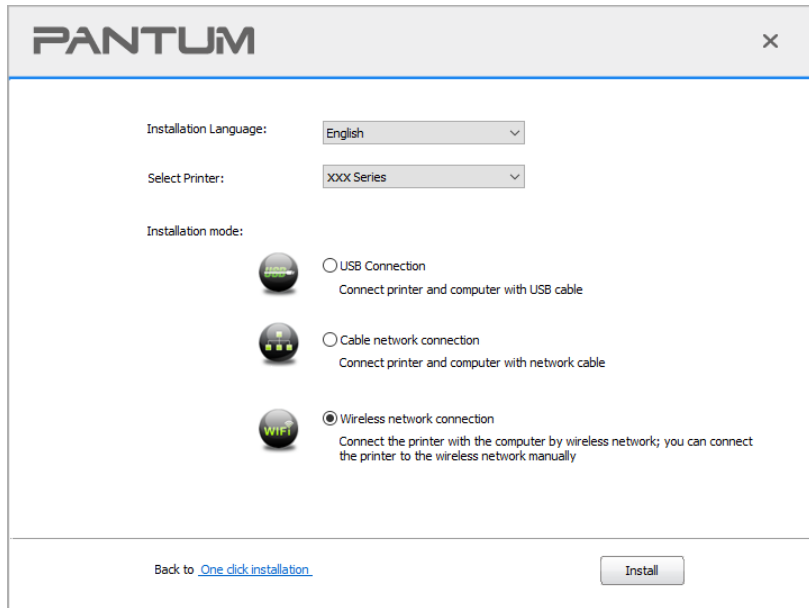 PANTUM
Installation Language:
English
Select Printer:
XXX Series
Installation mode:
USB
USB Connection
Connect printer and computer with USB cable
Cable network connection
Connect printer and computer with network cable
WiFi
Wireless network connection
Connect the printer with the computer by wireless network; you can connect
the printer to the wireless network manually
Back to One click installation
Install